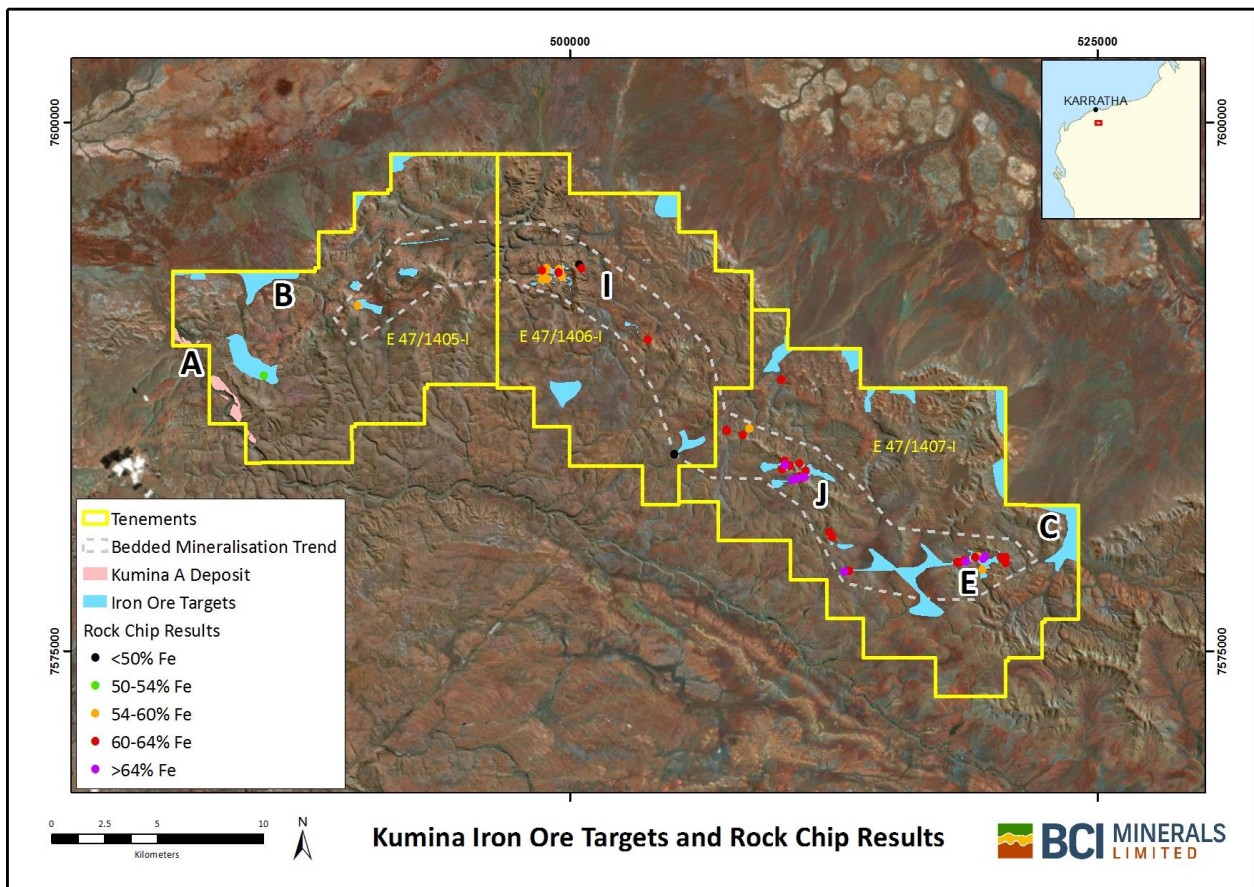 500000
525000
7600000
7600000
KARRATHA
B
I
A
E 47/1405-I
E 47/1406-I
E 47/1407-I
J
C
E
7575000
7575000
Tenements
Bedded Mineralisation Trend
Kumina A Deposit
Iron Ore Targets
Rock Chip Results
<50% Fe
50-54% Fe
54-60% Fe
60-64% Fe
>64% Fe
0 2.5 5 10
Kilometers
N
Kumina Iron Ore Targets and Rock Chip Results
BCI MINERALS
LIMITED